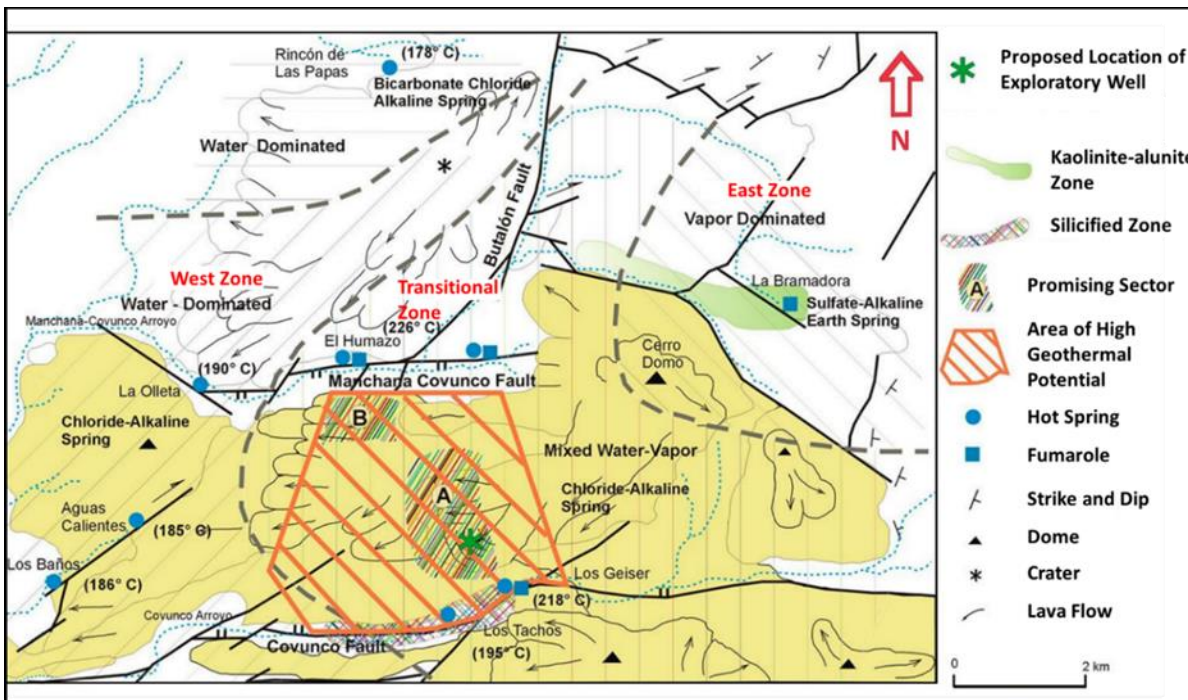 Rincón de
Las Papas
(178° C)
Bicarbonate Chloride
Alkaline Spring
Water Dominated
N
East Zone
Vapor Dominated
Butalón Fault
La Bramadora
Sulfate-Alkaline
Earth Spring
West Zone
Water - Dominated
Transitional
Zone
Manchana-Covunco Arroyo
(226° C)
El Humazo
(190° C)
Manchana Covunco Fault
Cerro
Domo
La Olleta
Chloride-Alkaline
Spring
B
Mixed Water-Vapor
A
Chloride-Alkaline
Spring
Aguas
Calientes
(185° C)
Los Baños
(186° C)
Los Geiser
(218° C)
Covunco Arroyo
Los Tachos
(195° C)
Covunco Fault
Proposed Location of
Exploratory Well
Kaolinite-alunite
Zone
Silicified Zone
A
Promising Sector
Area of High
Geothermal
Potential
Hot Spring
Fumarole
Strike and Dip
Dome
Crater
Lava Flow
0
2 km